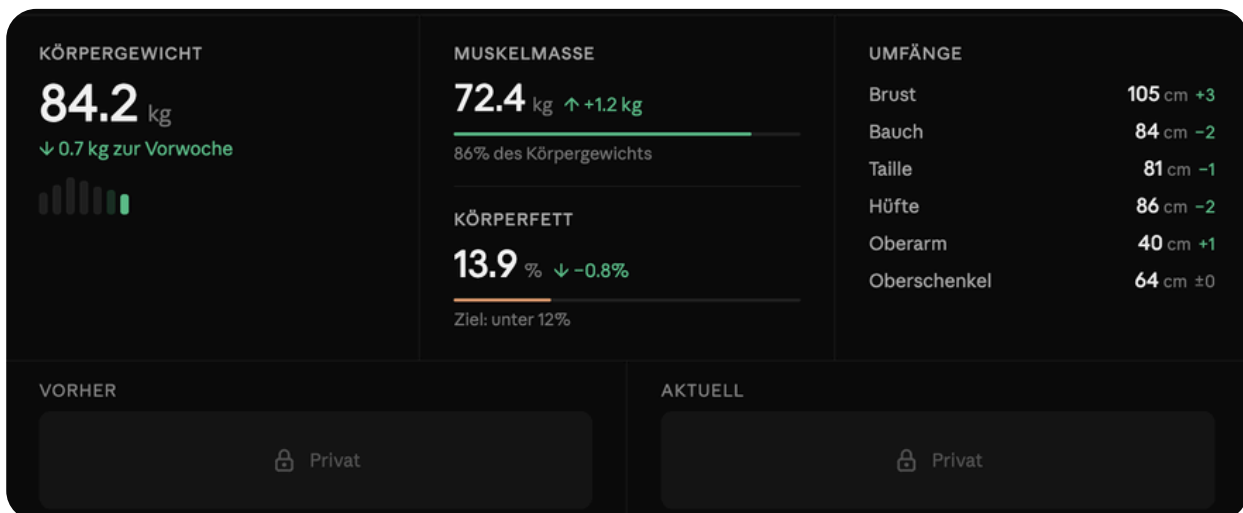 KÖRPERGEWICHT
84.2 kg
↓ 0.7 kg zur Vorwoche
MUSKELMASSE
72.4 kg ↑ +1.2 kg
86% des Körpergewichts
KÖRPERFETT
13.9 % ↓ −0.8%
Ziel: unter 12%
UMFÄNGE
Brust 105 cm +3
Bauch 84 cm −2
Taille 81 cm −1
Hüfte 86 cm −2
Oberarm 40 cm +1
Oberschenkel 64 cm ±0
VORHER
Privat
AKTUELL
Privat